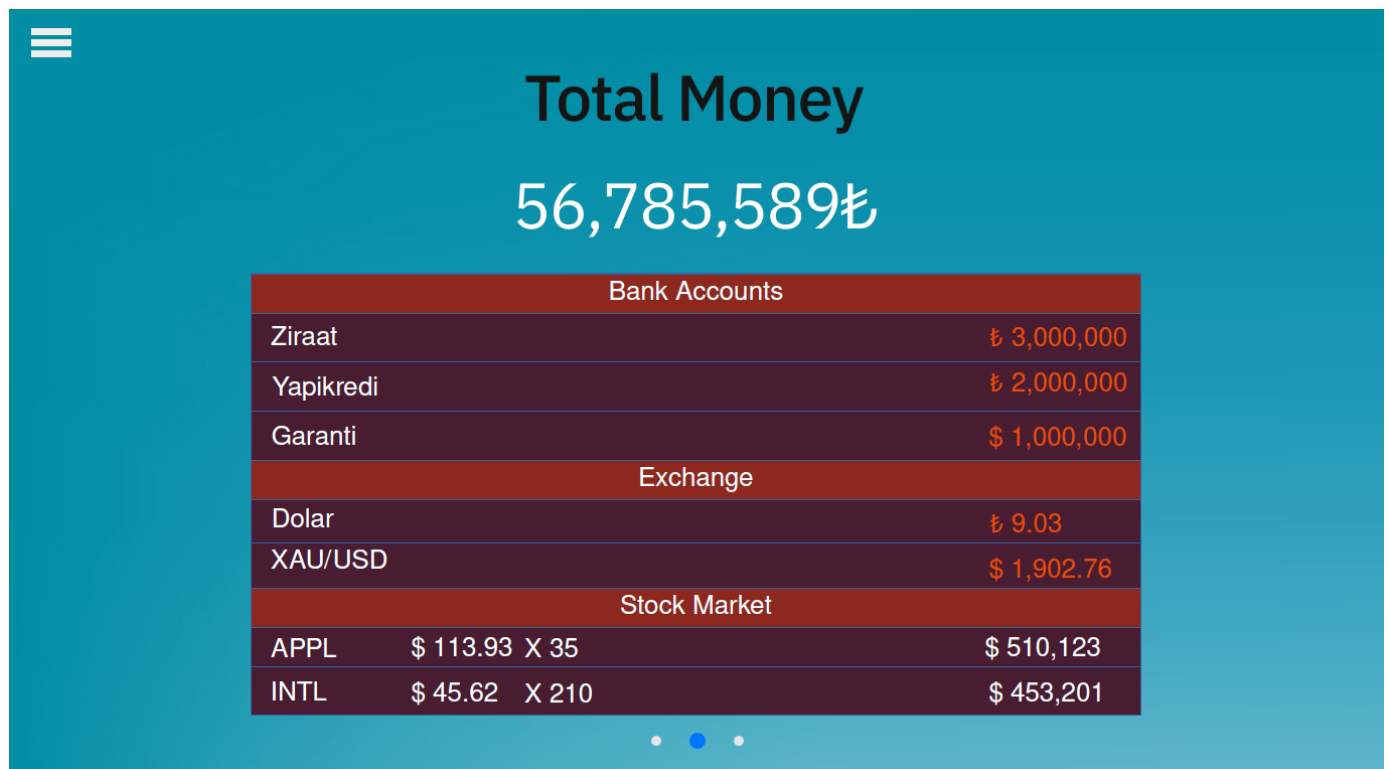 Total Money
56,785,589₺
Bank Accounts
Ziraat ₺ 3,000,000
Yapikredi ₺ 2,000,000
Garanti $ 1,000,000
Exchange
Dolar ₺ 9.03
XAU/USD $ 1,902.76
Stock Market
APPL $ 113.93 X 35 $ 510,123
INTL $ 45.62 X 210 $ 453,201